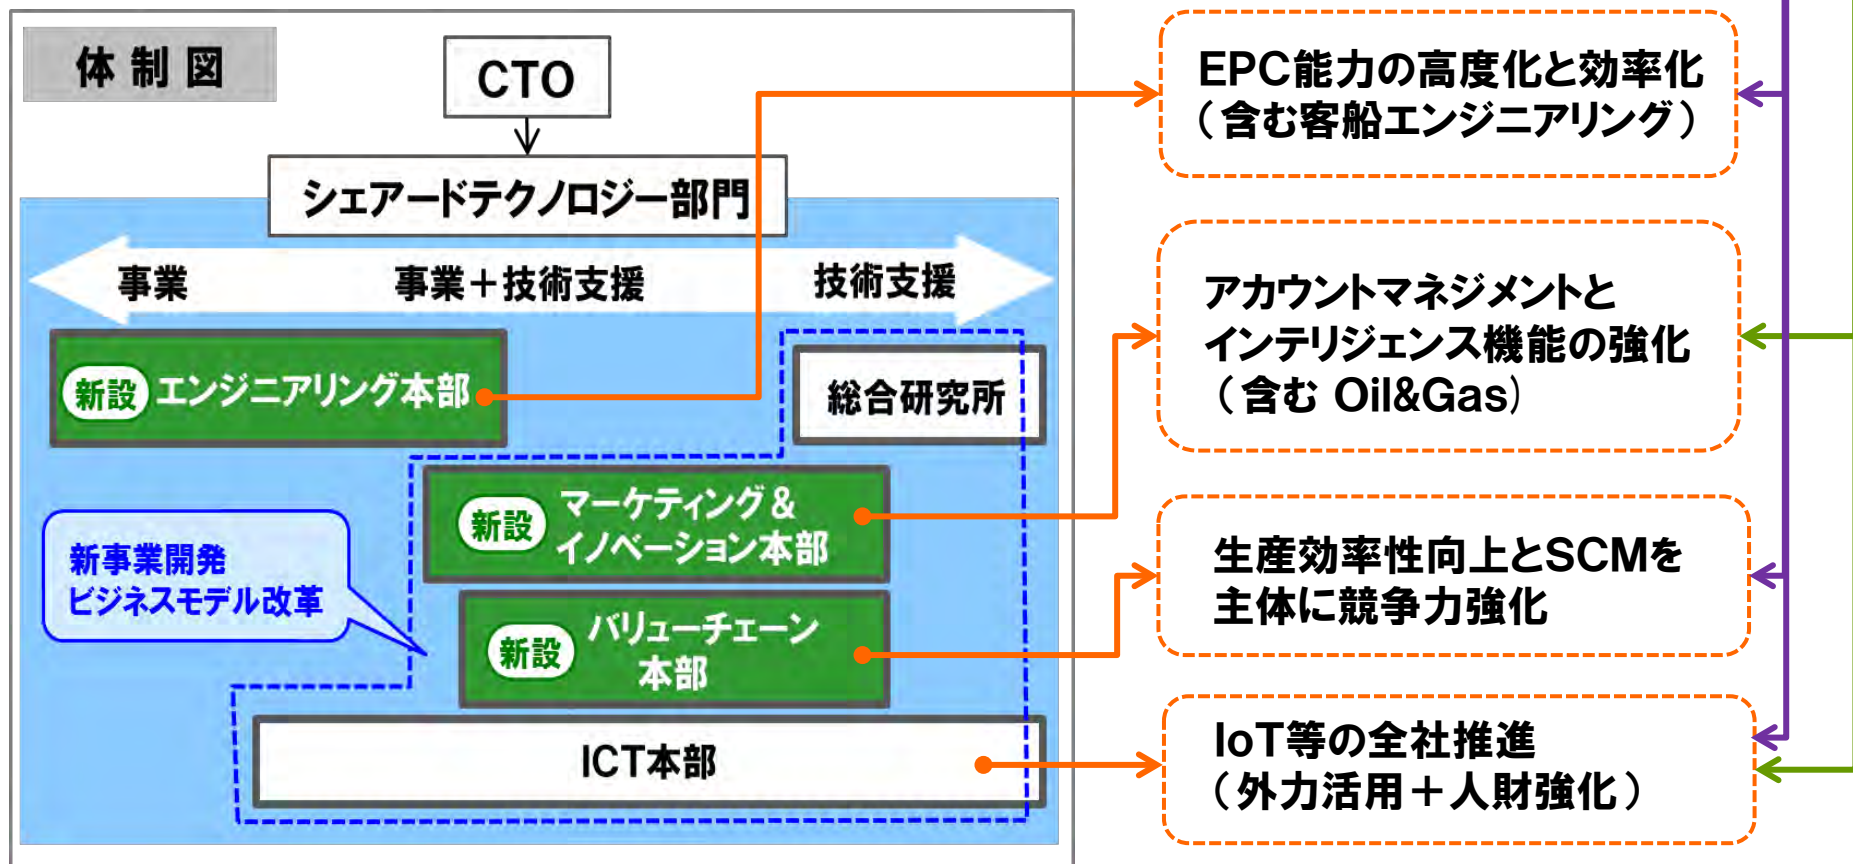 体制図
CTO
シェアードテクノロジー部門
事業
事業＋技術支援
技術支援
新設 エンジニアリング本部
総合研究所
新設 マーケティング＆
イノベーション本部
新事業開発
ビジネスモデル改革
新設 バリューチェーン
本部
ICT本部
EPC能力の高度化と効率化
（含む客船エンジニアリング）
アカウントマネジメントと
インテリジェンス機能の強化
（含む Oil&Gas)
生産効率性向上とSCMを
主体に競争力強化
IoT等の全社推進
（外力活用＋人財強化）